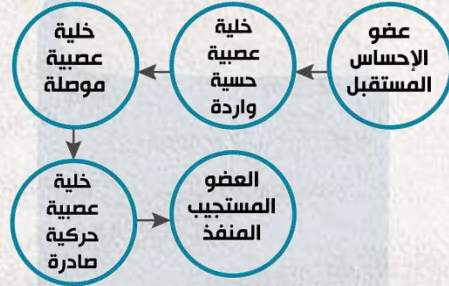 عضو
الإحساس
المستقبل
خلية
عصبية
حسية
واردة
خلية
عصبية
موصلة
خلية
عصبية
حركية
صادرة
العضو
المستجيب
المنفذ